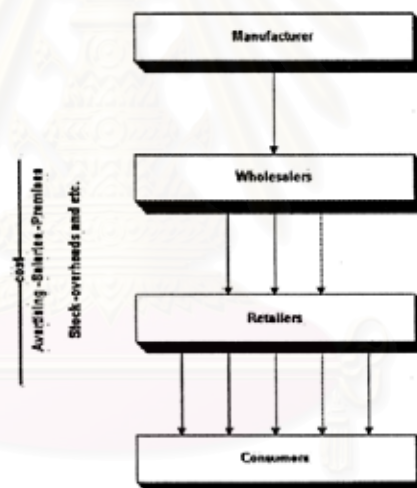 Manufacturer
Wholesalers
cost
Avertising -Salaries -Premises
Stock -overheads and etc.
Retailers
Consumers